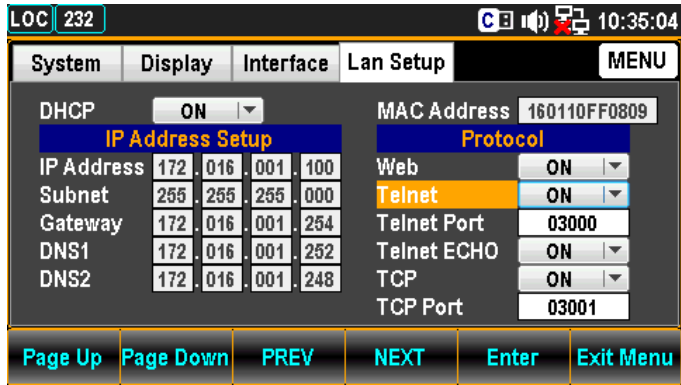 LOC 232 C 10:35:04
System Display Interface Lan Setup MENU
DHCP ON MAC Address 160110FF0809
IP Address Setup Protocol
IP Address 172 . 016 . 001 . 100 Web ON
Subnet 255 . 255 . 255 . 000 Telnet ON
Gateway 172 . 016 . 001 . 254 Telnet Port 03000
DNS1 172 . 016 . 001 . 252 Telnet ECHO ON
DNS2 172 . 016 . 001 . 248 TCP ON
TCP Port 03001
Page Up Page Down PREV NEXT Enter Exit Menu